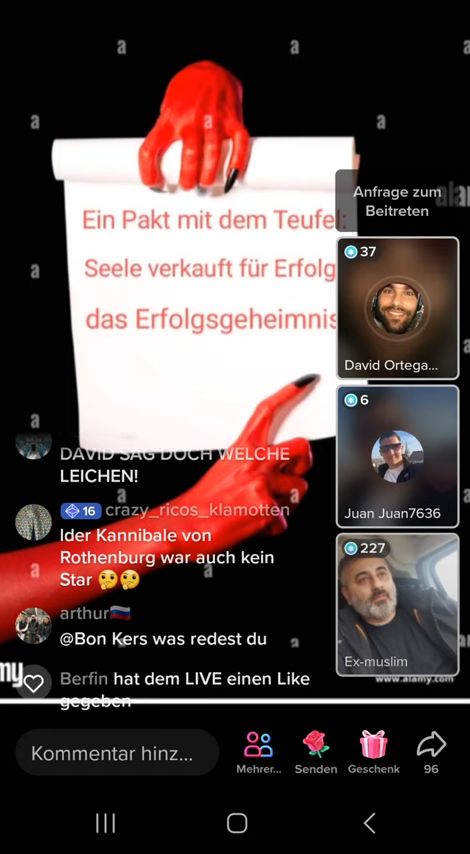 a
a
a
a
Anfrage zum
Beitreten
Ein Pakt mit dem Teufel:
Seele verkauft für Erfolg
das Erfolgsgeheimnis
37
David Ortega...
6
Juan Juan7636
227
Ex-muslim
DAVID SAG DOCH WELCHE
LEICHEN!
16 crazy_ricos_klamotten
Ider Kannibale von
Rothenburg war auch kein
Star 🤔🤔
arthur🇷🇺
@Bon Kers was redest du
Berfin hat dem LIVE einen Like
gegeben
www.alamy.com
Kommentar hinz...
Mehrer...
Senden
Geschenk
96